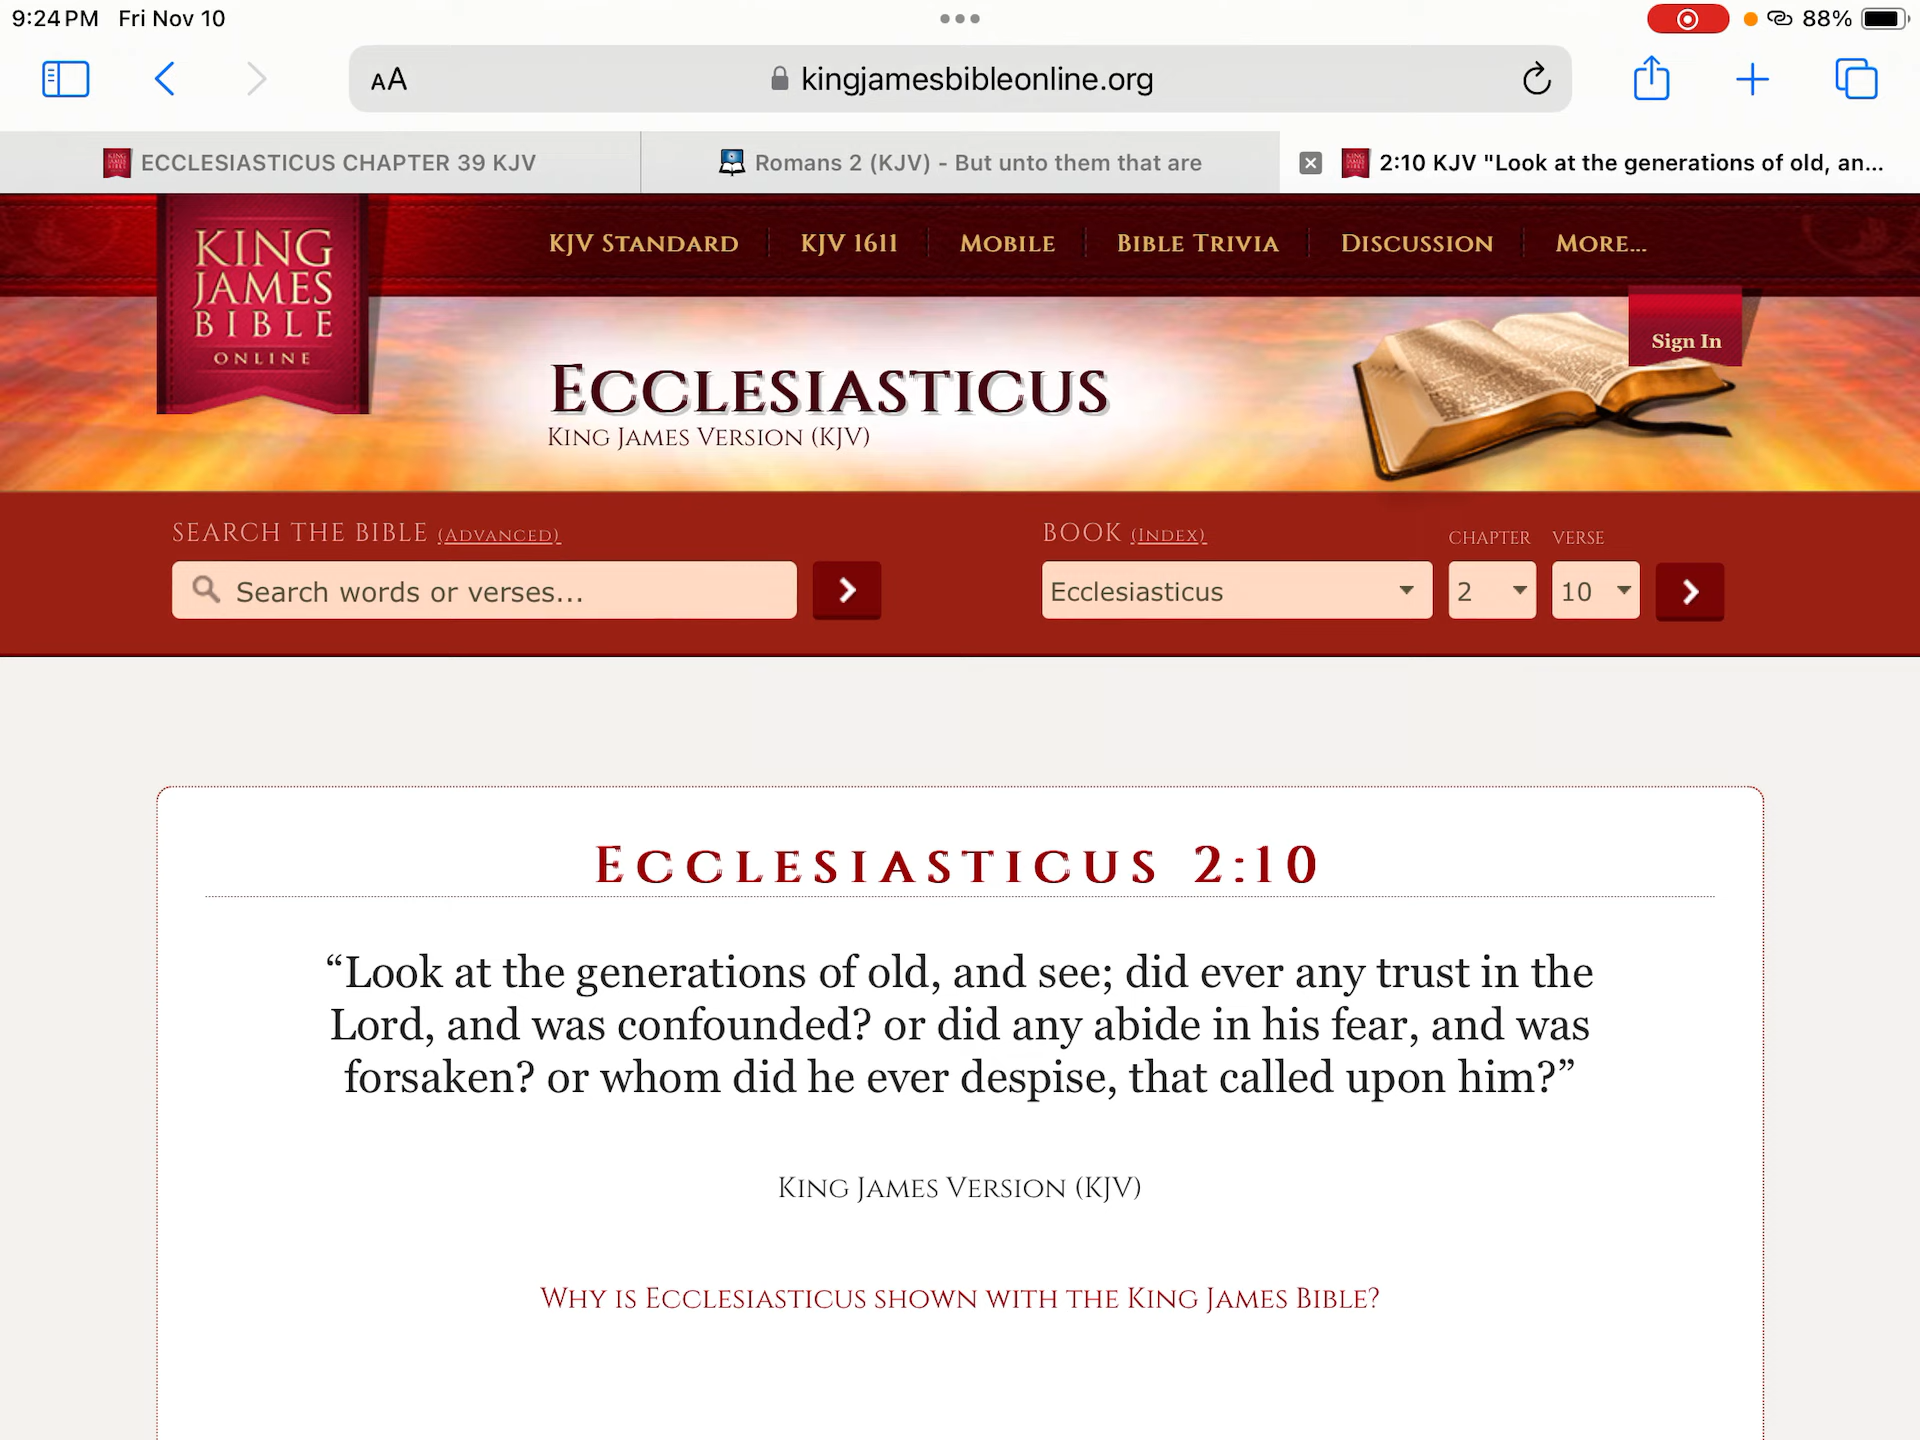 9:24 PM Fri Nov 10
88%
AA
kingjamesbibleonline.org
ECCLESIASTICUS CHAPTER 39 KJV
Romans 2 (KJV) - But unto them that are
2:10 KJV "Look at the generations of old, an...
KING
JAMES
BIBLE
ONLINE
KJV STANDARD
KJV 1611
MOBILE
BIBLE TRIVIA
DISCUSSION
MORE...
Sign In
ECCLESIASTICUS
KING JAMES VERSION (KJV)
SEARCH THE BIBLE (ADVANCED)
Search words or verses...
BOOK (INDEX)
CHAPTER
VERSE
Ecclesiasticus
2
10
ECCLESIASTICUS 2:10
“Look at the generations of old, and see; did ever any trust in the
Lord, and was confounded? or did any abide in his fear, and was
forsaken? or whom did he ever despise, that called upon him?”
KING JAMES VERSION (KJV)
WHY IS ECCLESIASTICUS SHOWN WITH THE KING JAMES BIBLE?